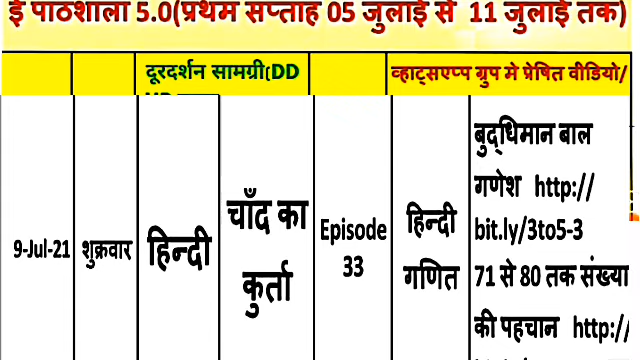 ई पाठशाला 5.0(प्रथम सप्ताह 05 जुलाई से 11 जुलाई तक)
दूरदर्शन सामग्री(DD
व्हाट्सएप्प ग्रुप मे प्रेषित वीडियो/
9-Jul-21
शुक्रवार
हिन्दी
चाँद का
कुर्ता
Episode
33
हिन्दी
गणित
बुद्धिमान बाल
गणेश http://
bit.ly/3to5-3
71 से 80 तक संख्या
की पहचान http:/